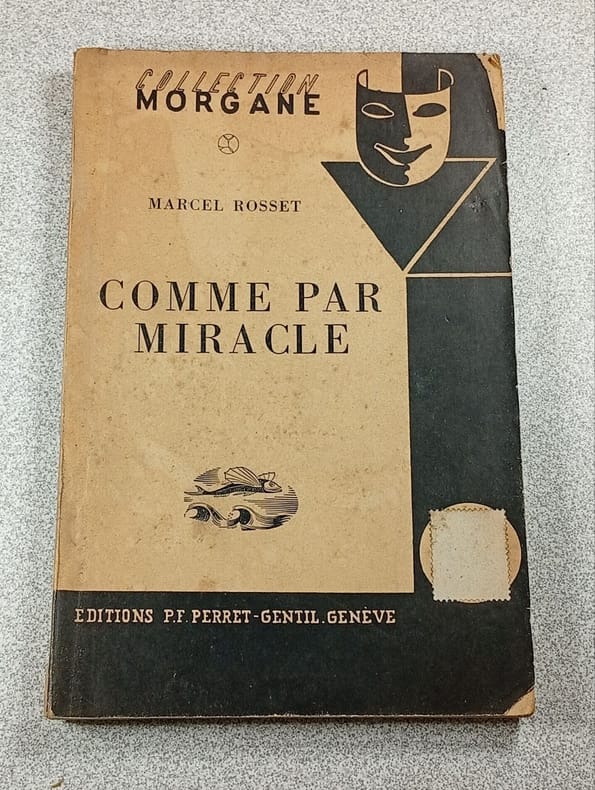 COLLECTION
MORGANE
MARCEL ROSSET
COMME PAR
MIRACLE
EDITIONS P.F. PERRET-GENTIL. GENÈVE